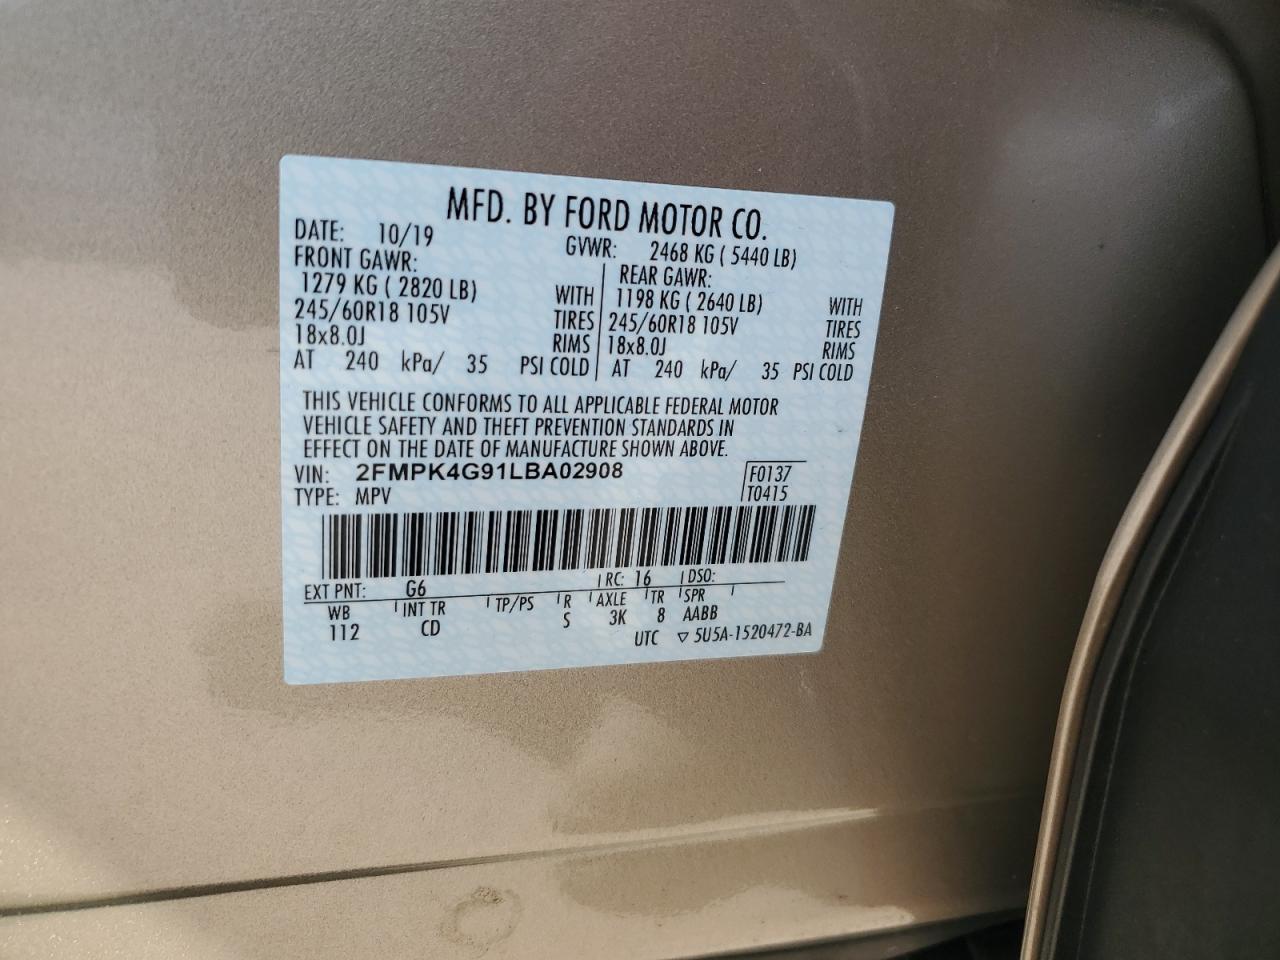 MFD. BY FORD MOTOR CO.
DATE: 10/19 GVWR: 2468 KG ( 5440 LB)
FRONT GAWR: REAR GAWR:
1279 KG ( 2820 LB) WITH 1198 KG ( 2640 LB) WITH
245/60R18 105V TIRES 245/60R18 105V TIRES
18x8.0J RIMS 18x8.0J RIMS
AT 240 kPa/ 35 PSI COLD AT 240 kPa/ 35 PSI COLD
THIS VEHICLE CONFORMS TO ALL APPLICABLE FEDERAL MOTOR
VEHICLE SAFETY AND THEFT PREVENTION STANDARDS IN
EFFECT ON THE DATE OF MANUFACTURE SHOWN ABOVE.
VIN: 2FMPK4G91LBA02908 F0137
TYPE: MPV T0415
EXT PNT: G6 RC: 16 DSO:
WB INT TR TP/PS R AXLE TR SPR
112 CD S 3K 8 AABB
UTC ▽ 5U5A-1520472-BA